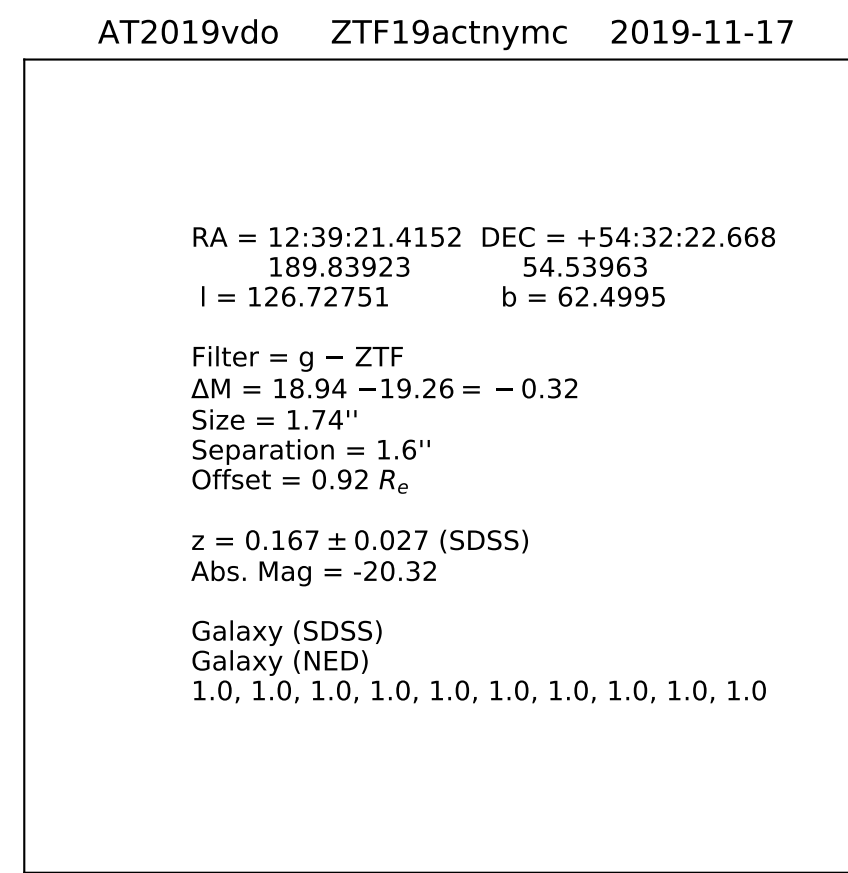 AT2019vdo ZTF19actnymc 2019-11-17
RA = 12:39:21.4152 DEC = +54:32:22.668
189.83923 54.53963
l = 126.72751 b = 62.4995
Filter = g − ZTF
ΔM = 18.94 −19.26 = − 0.32
Size = 1.74''
Separation = 1.6''
Offset = 0.92 Rₑ
z = 0.167 ± 0.027 (SDSS)
Abs. Mag = -20.32
Galaxy (SDSS)
Galaxy (NED)
1.0, 1.0, 1.0, 1.0, 1.0, 1.0, 1.0, 1.0, 1.0, 1.0